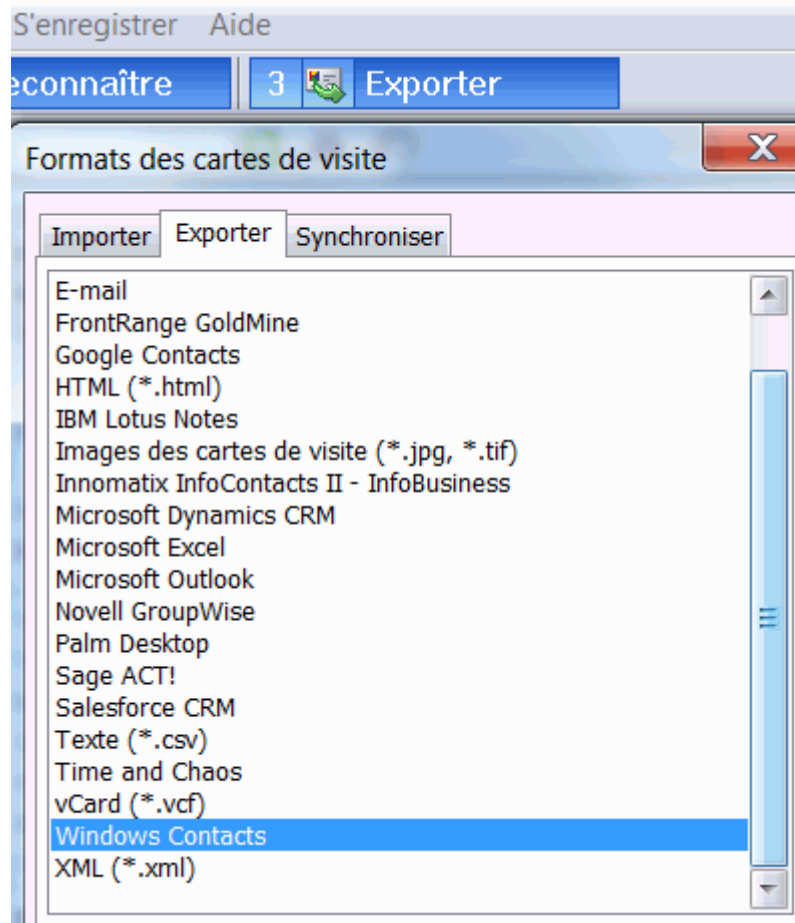 S'enregistrer Aide
econnaître 3 Exporter
Formats des cartes de visite
Importer Exporter Synchroniser
E-mail
FrontRange GoldMine
Google Contacts
HTML (*.html)
IBM Lotus Notes
Images des cartes de visite (*.jpg, *.tif)
Innomatix InfoContacts II - InfoBusiness
Microsoft Dynamics CRM
Microsoft Excel
Microsoft Outlook
Novell GroupWise
Palm Desktop
Sage ACT!
Salesforce CRM
Texte (*.csv)
Time and Chaos
vCard (*.vcf)
Windows Contacts
XML (*.xml)